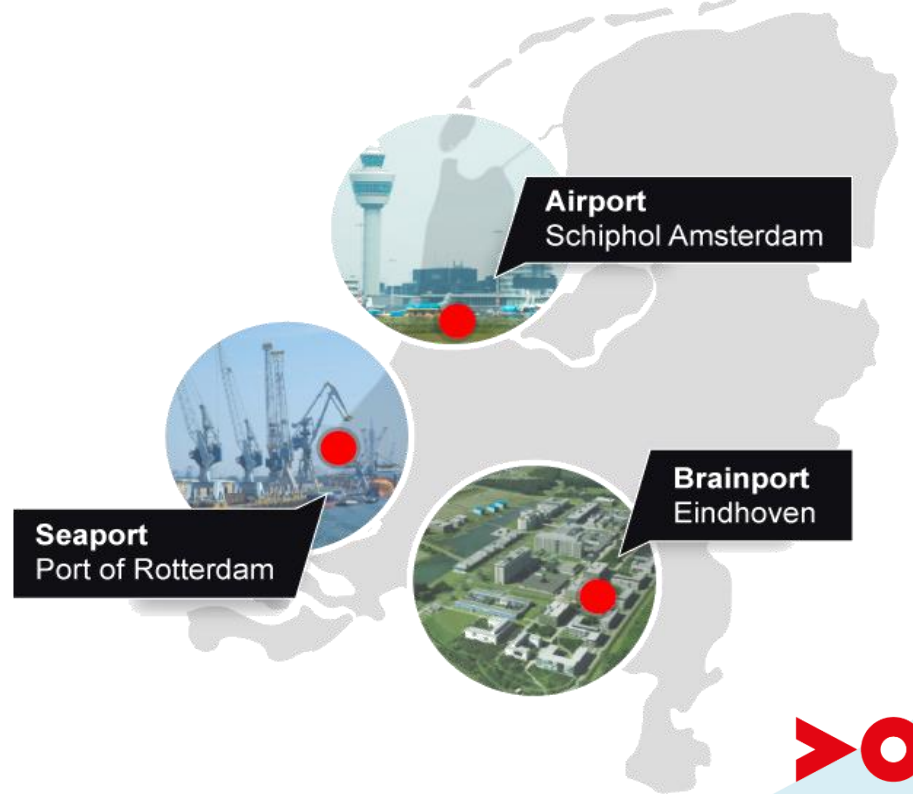 Airport
Schiphol Amsterdam
Brainport
Eindhoven
Seaport
Port of Rotterdam